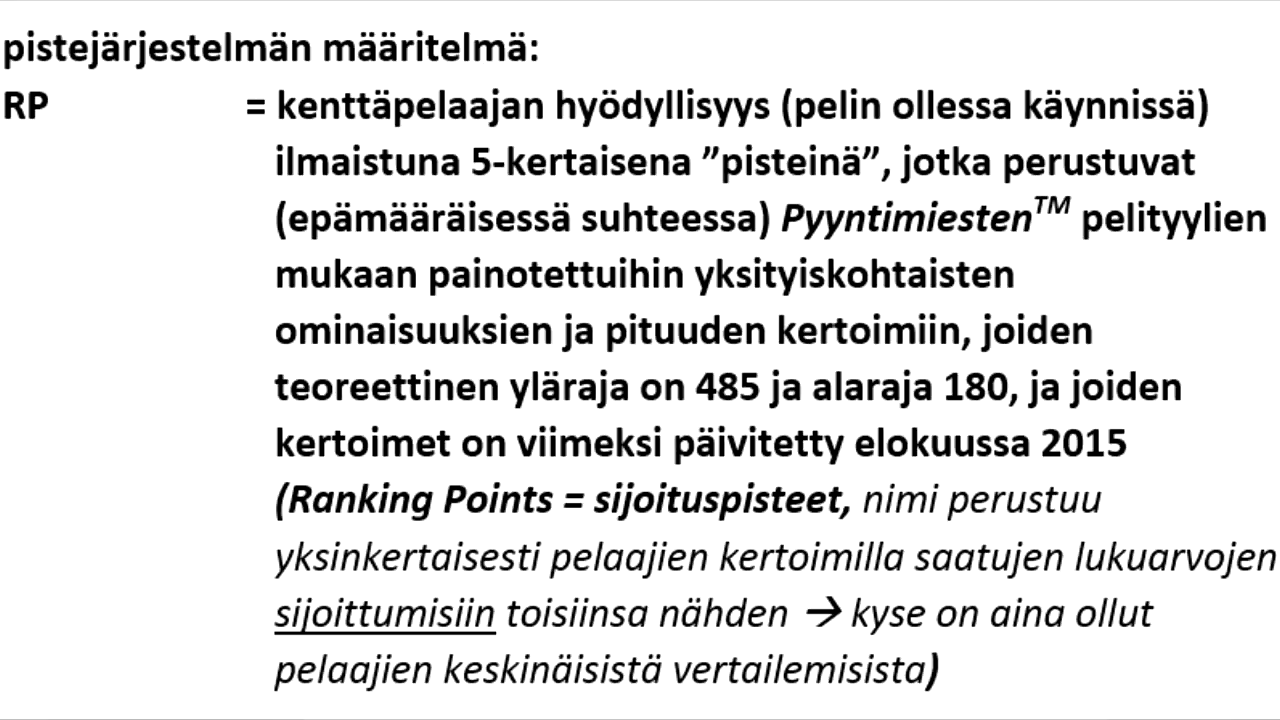 pistejärjestelmän määritelmä:
RP = kenttäpelaajan hyödyllisyys (pelin ollessa käynnissä)
ilmaistuna 5-kertaisena ”pisteinä”, jotka perustuvat
(epämääräisessä suhteessa) Pyyntimiesten™ pelityylien
mukaan painotettuihin yksityiskohtaisten
ominaisuuksien ja pituuden kertoimiin, joiden
teoreettinen yläraja on 485 ja alaraja 180, ja joiden
kertoimet on viimeksi päivitetty elokuussa 2015
(Ranking Points = sijoituspisteet, nimi perustuu
yksinkertaisesti pelaajien kertoimilla saatujen lukuarvojen
sijoittumisiin toisiinsa nähden → kyse on aina ollut
pelaajien keskinäisistä vertailemisista)